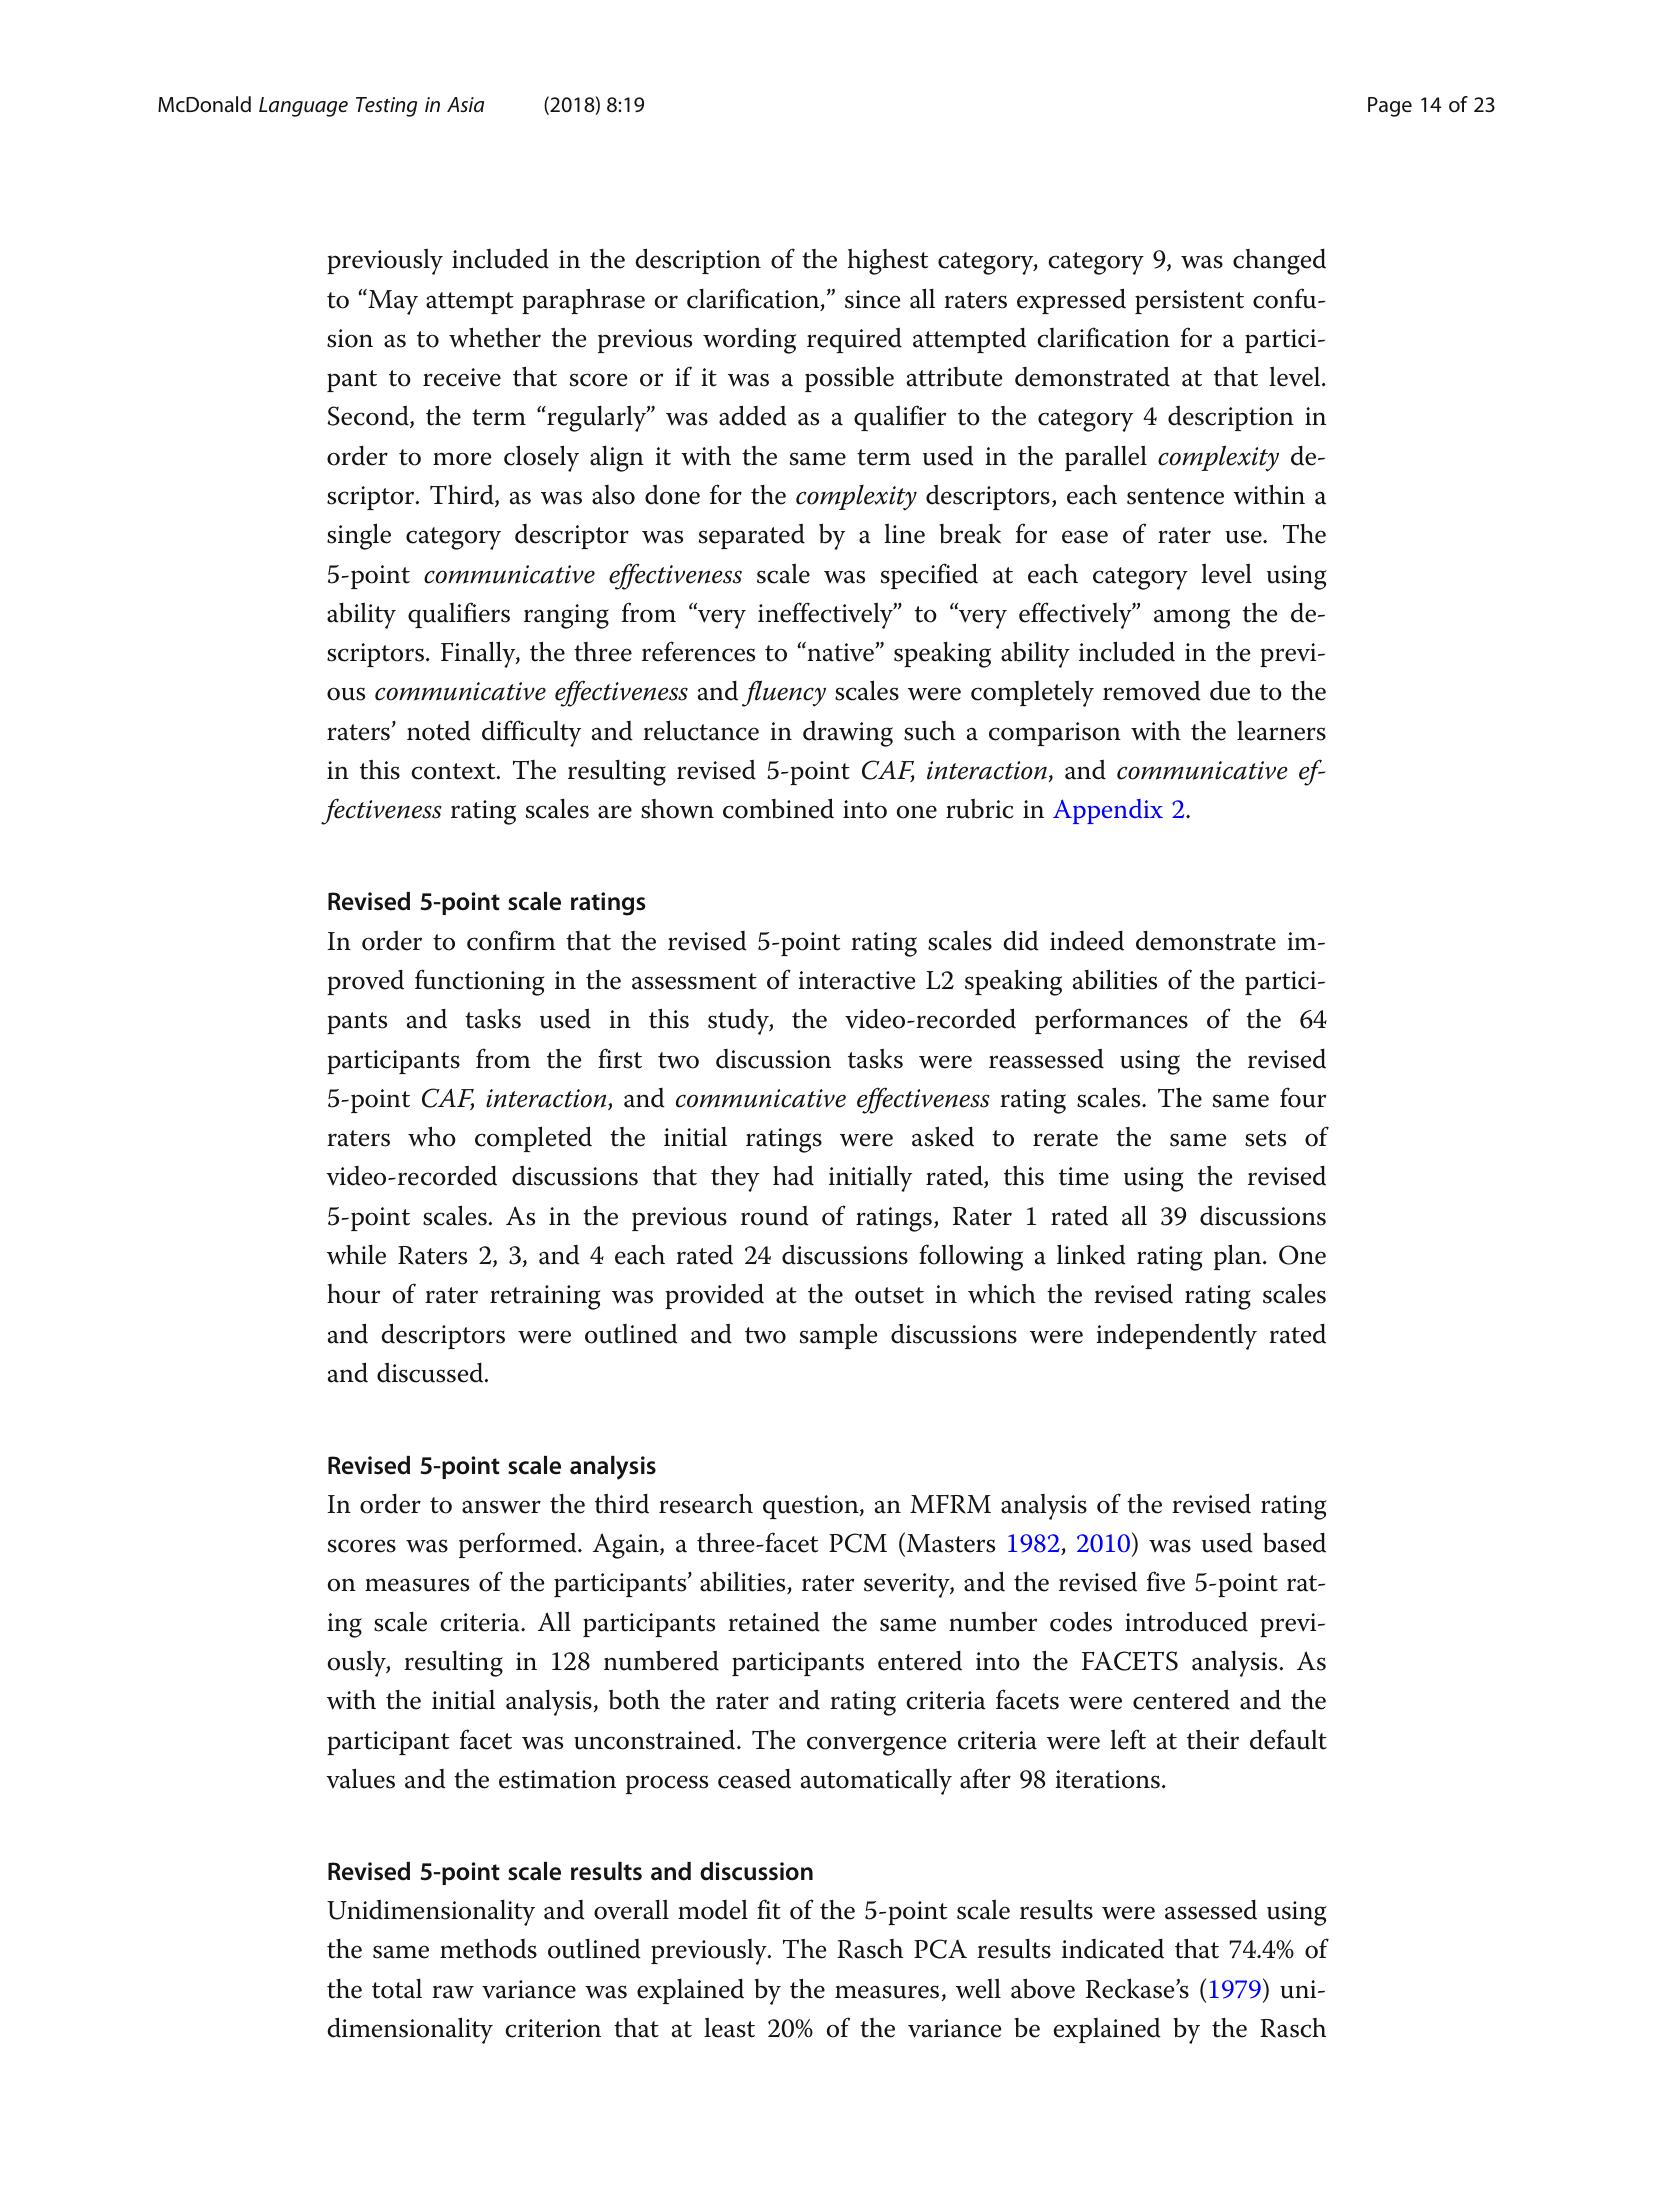 McDonald Language Testing in Asia (2018) 8:19 Page 14 of 23
previously included in the description of the highest category, category 9, was changed
to “May attempt paraphrase or clarification,” since all raters expressed persistent confu-
sion as to whether the previous wording required attempted clarification for a partici-
pant to receive that score or if it was a possible attribute demonstrated at that level.
Second, the term “regularly” was added as a qualifier to the category 4 description in
order to more closely align it with the same term used in the parallel complexity de-
scriptor. Third, as was also done for the complexity descriptors, each sentence within a
single category descriptor was separated by a line break for ease of rater use. The
5-point communicative effectiveness scale was specified at each category level using
ability qualifiers ranging from “very ineffectively” to “very effectively” among the de-
scriptors. Finally, the three references to “native” speaking ability included in the previ-
ous communicative effectiveness and fluency scales were completely removed due to the
raters’ noted difficulty and reluctance in drawing such a comparison with the learners
in this context. The resulting revised 5-point CAF, interaction, and communicative ef-
fectiveness rating scales are shown combined into one rubric in Appendix 2.
Revised 5-point scale ratings
In order to confirm that the revised 5-point rating scales did indeed demonstrate im-
proved functioning in the assessment of interactive L2 speaking abilities of the partici-
pants and tasks used in this study, the video-recorded performances of the 64
participants from the first two discussion tasks were reassessed using the revised
5-point CAF, interaction, and communicative effectiveness rating scales. The same four
raters who completed the initial ratings were asked to rerate the same sets of
video-recorded discussions that they had initially rated, this time using the revised
5-point scales. As in the previous round of ratings, Rater 1 rated all 39 discussions
while Raters 2, 3, and 4 each rated 24 discussions following a linked rating plan. One
hour of rater retraining was provided at the outset in which the revised rating scales
and descriptors were outlined and two sample discussions were independently rated
and discussed.
Revised 5-point scale analysis
In order to answer the third research question, an MFRM analysis of the revised rating
scores was performed. Again, a three-facet PCM (Masters 1982, 2010) was used based
on measures of the participants’ abilities, rater severity, and the revised five 5-point rat-
ing scale criteria. All participants retained the same number codes introduced previ-
ously, resulting in 128 numbered participants entered into the FACETS analysis. As
with the initial analysis, both the rater and rating criteria facets were centered and the
participant facet was unconstrained. The convergence criteria were left at their default
values and the estimation process ceased automatically after 98 iterations.
Revised 5-point scale results and discussion
Unidimensionality and overall model fit of the 5-point scale results were assessed using
the same methods outlined previously. The Rasch PCA results indicated that 74.4% of
the total raw variance was explained by the measures, well above Reckase’s (1979) uni-
dimensionality criterion that at least 20% of the variance be explained by the Rasch